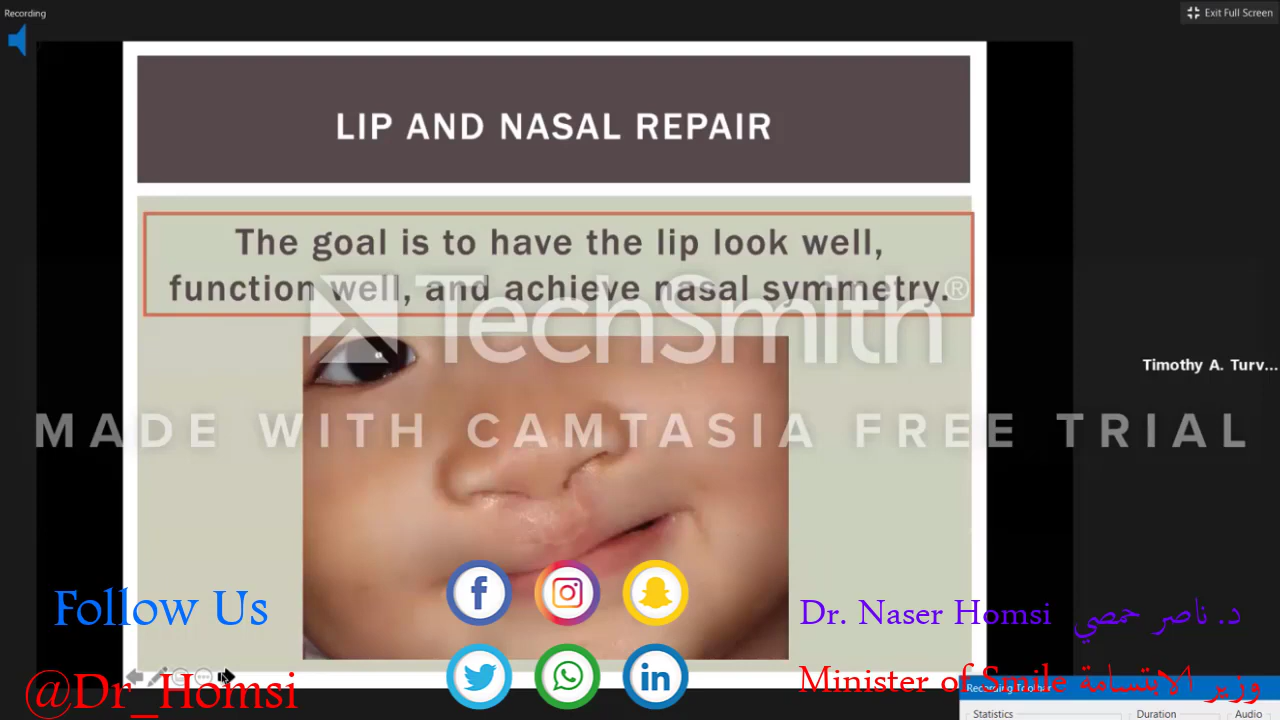 Recording
Exit Full Screen
LIP AND NASAL REPAIR
The goal is to have the lip look well,
function well, and achieve nasal symmetry.
TechSmith®
Timothy A. Turv...
MADE WITH CAMTASIA FREE TRIAL
Follow Us
Dr. Naser Homsi د. ناصر حمصي
@Dr_Homsi
Minister of Smile وزير الابتسامة
Recording Toolbar
Statistics Duration Audio